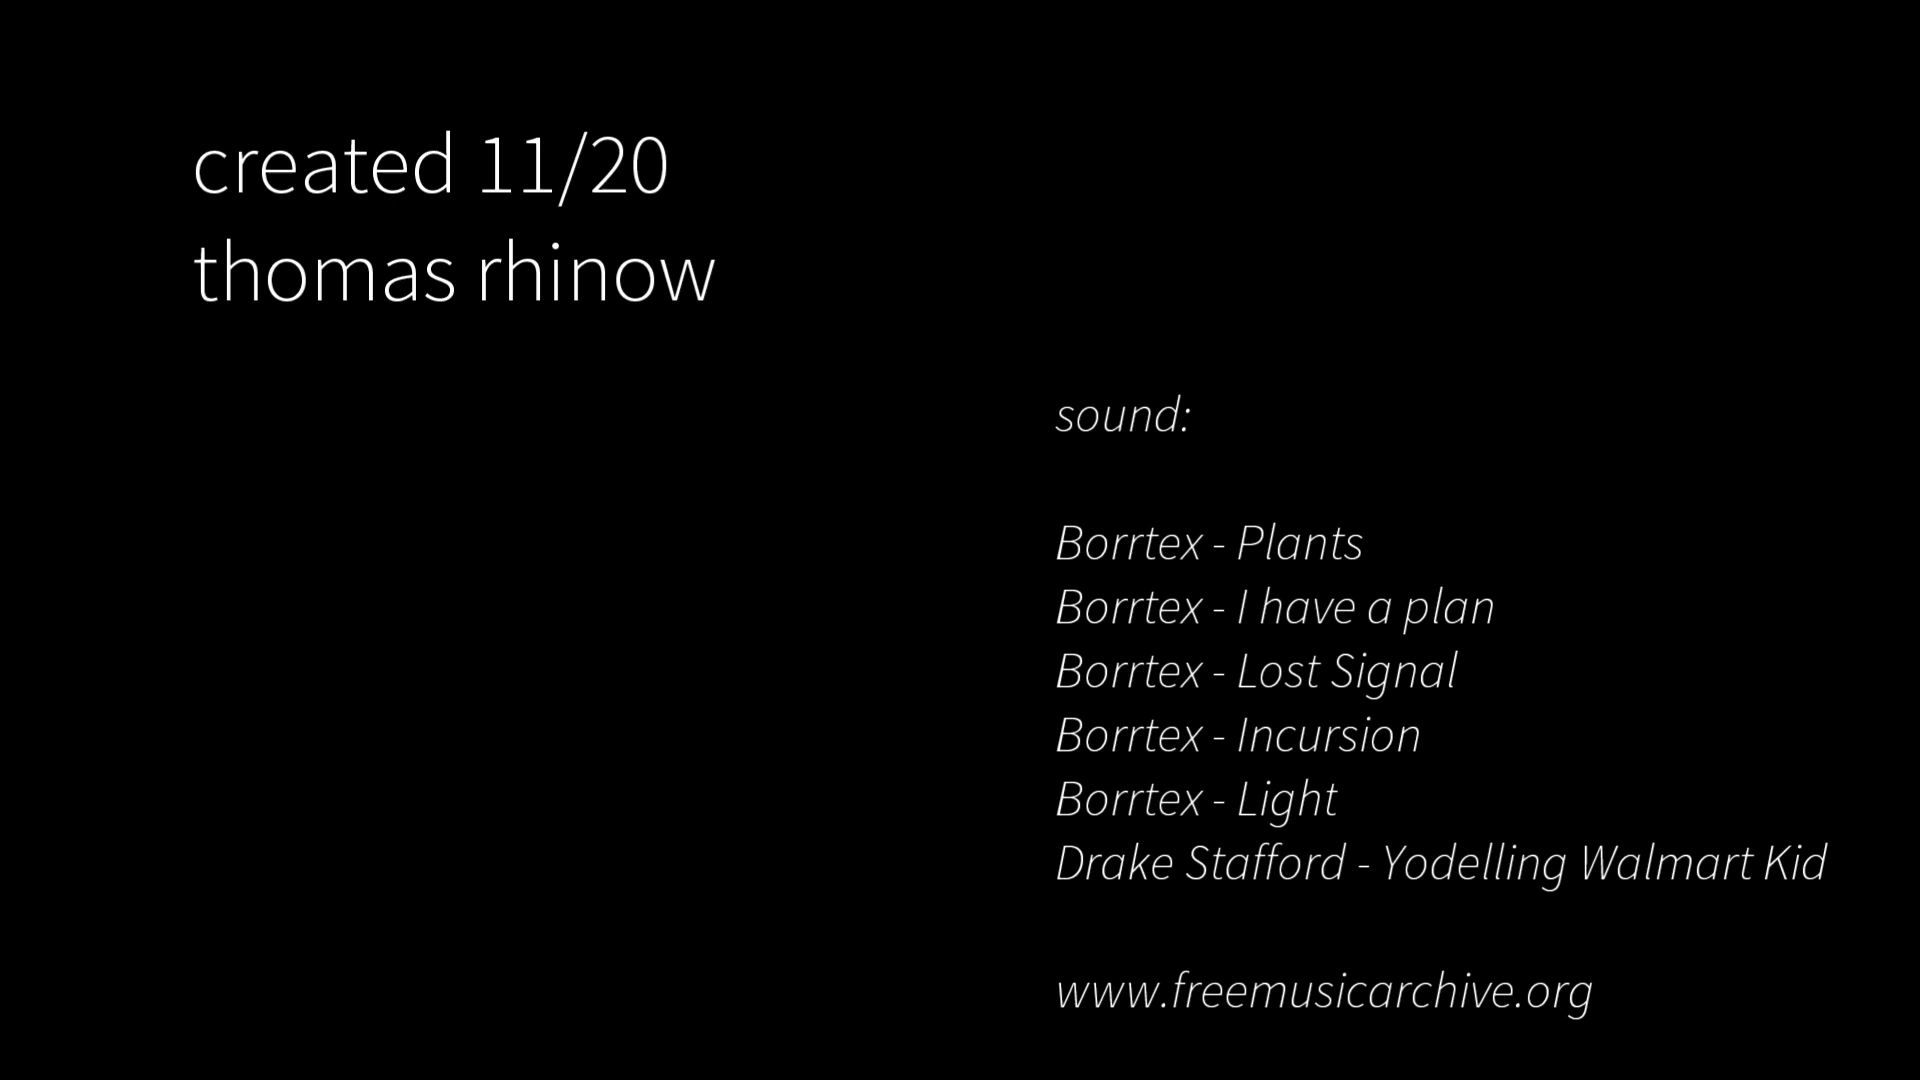 created 11/20
thomas rhinow
sound:
Borrtex - Plants
Borrtex - I have a plan
Borrtex - Lost Signal
Borrtex - Incursion
Borrtex - Light
Drake Stafford - Yodelling Walmart Kid
www.freemusicarchive.org